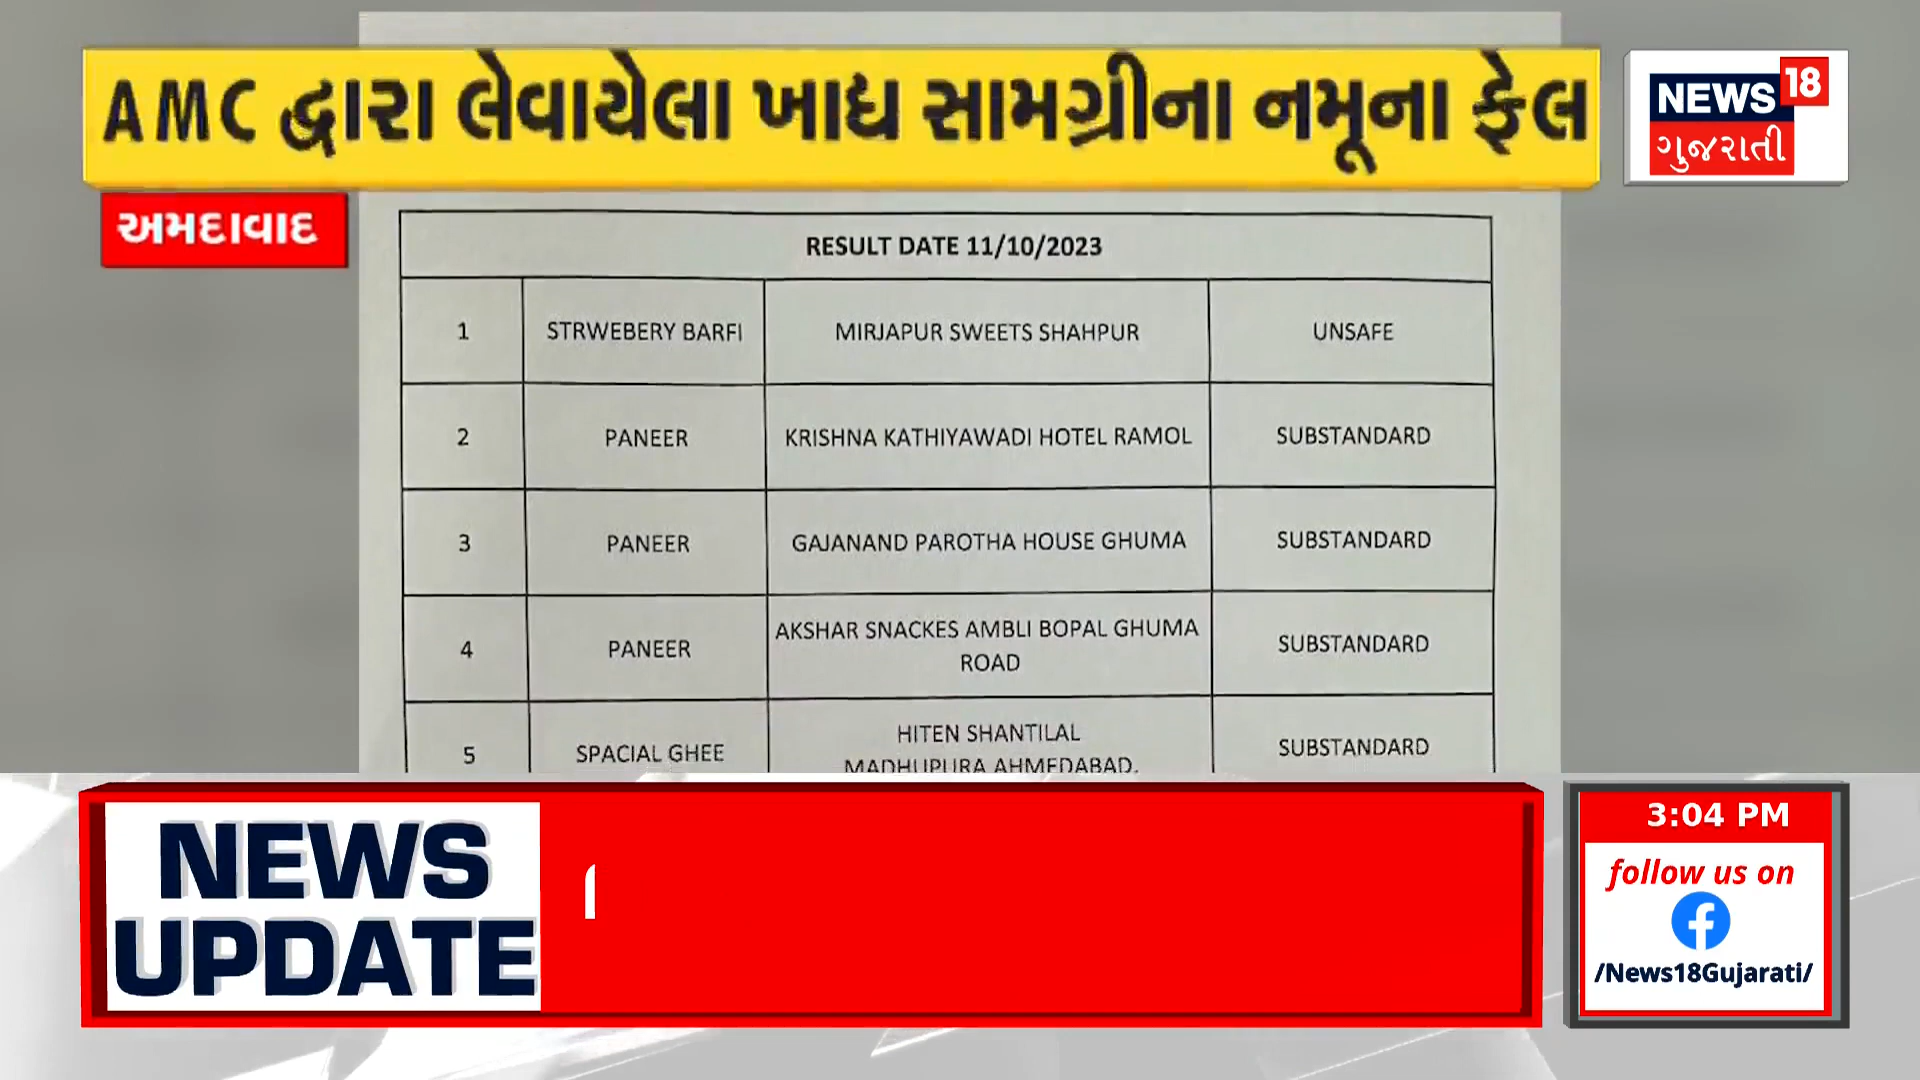 AMC દ્વારા લેવાયેલા ખાદ્ય સામગ્રીના નમૂના ફેલ
NEWS 18
ગુજરાતી
અમદાવાદ
RESULT DATE 11/10/2023
1 STRWEBERY BARFI MIRJAPUR SWEETS SHAHPUR UNSAFE
2 PANEER KRISHNA KATHIYAWADI HOTEL RAMOL SUBSTANDARD
3 PANEER GAJANAND PAROTHA HOUSE GHUMA SUBSTANDARD
4 PANEER AKSHAR SNACKES AMBLI BOPAL GHUMA
ROAD SUBSTANDARD
5 SPACIAL GHEE HITEN SHANTILAL
MADHUPURA AHMEDABAD. SUBSTANDARD
NEWS
UPDATE
3:04 PM
follow us on
/News18Gujarati/